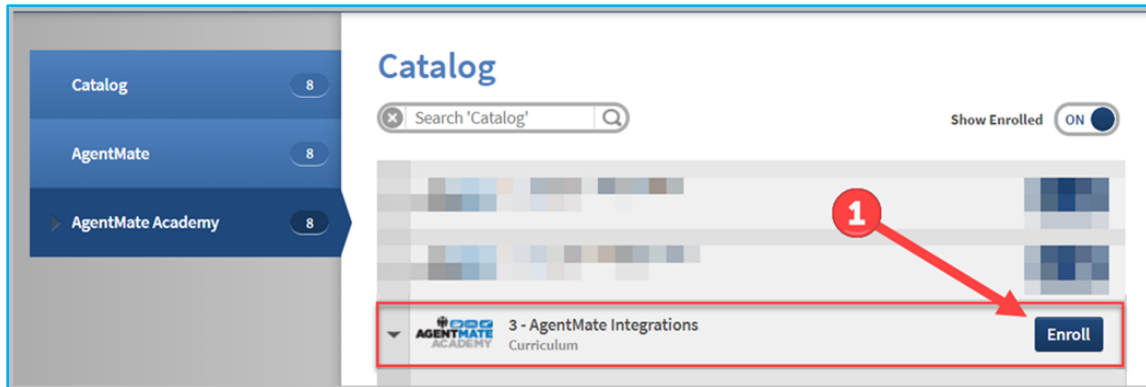 Catalog 8
AgentMate 8
AgentMate Academy 8
Catalog
Search 'Catalog'
Show Enrolled ON
1
AGENTMATE
ACADEMY
3 - AgentMate Integrations
Curriculum
Enroll